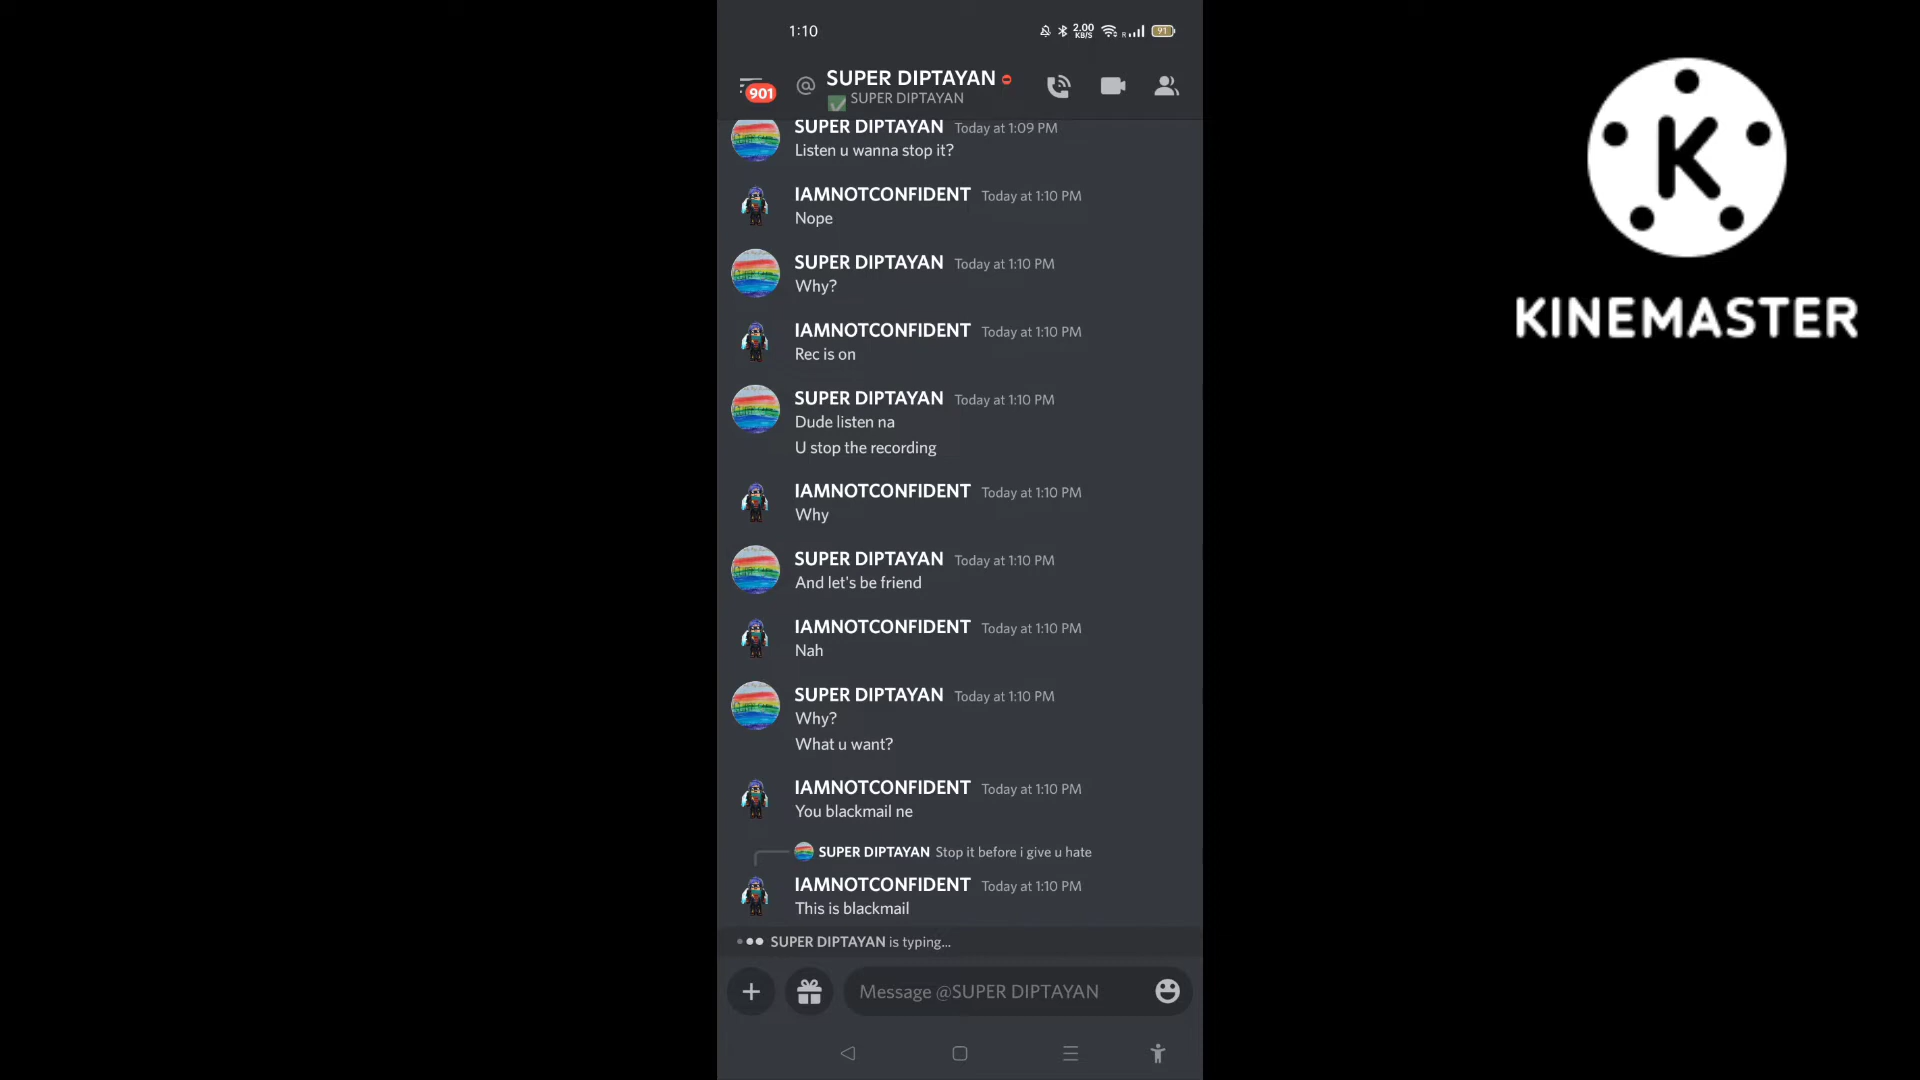 1:10
2.00
KB/S
R
91
901
@ SUPER DIPTAYAN
SUPER DIPTAYAN
SUPER DIPTAYAN Today at 1:09 PM
Listen u wanna stop it?
IAMNOTCONFIDENT Today at 1:10 PM
Nope
SUPER DIPTAYAN Today at 1:10 PM
Why?
IAMNOTCONFIDENT Today at 1:10 PM
Rec is on
SUPER DIPTAYAN Today at 1:10 PM
Dude listen na
U stop the recording
IAMNOTCONFIDENT Today at 1:10 PM
Why
SUPER DIPTAYAN Today at 1:10 PM
And let's be friend
IAMNOTCONFIDENT Today at 1:10 PM
Nah
SUPER DIPTAYAN Today at 1:10 PM
Why?
What u want?
IAMNOTCONFIDENT Today at 1:10 PM
You blackmail ne
SUPER DIPTAYAN Stop it before i give u hate
IAMNOTCONFIDENT Today at 1:10 PM
This is blackmail
SUPER DIPTAYAN is typing...
Message @SUPER DIPTAYAN
K
KINEMASTER